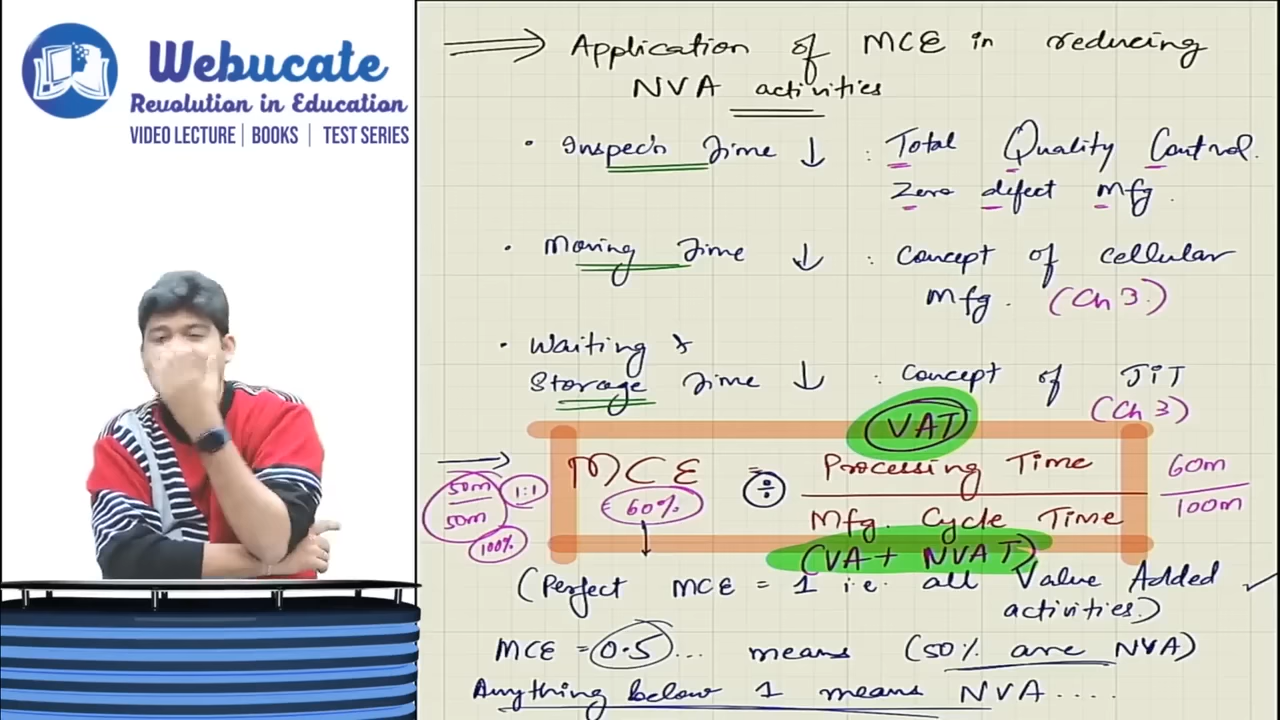 Webucate
Revolution in Education
VIDEO LECTURE | BOOKS | TEST SERIES
⟹ Application of MCE in reducing
NVA activities
• Inspecn Time ↓ : Total Quality Control.
Zero defect Mfg.
• Moving Time ↓ : Concept of cellular
Mfg. (Ch 3.)
• Waiting &
Storage Time ↓ : Concept of JIT
(Ch 3)
VAT
MCE = Processing Time
÷
Mfg. Cycle Time
(VA + NVAT)
60%
60m
100m
50m
50m
1:1
100%
(Perfect MCE = 1 i.e. all Value Added
activities.)
MCE = 0.5 ... means (50% are NVA)
Anything below 1 means NVA ....